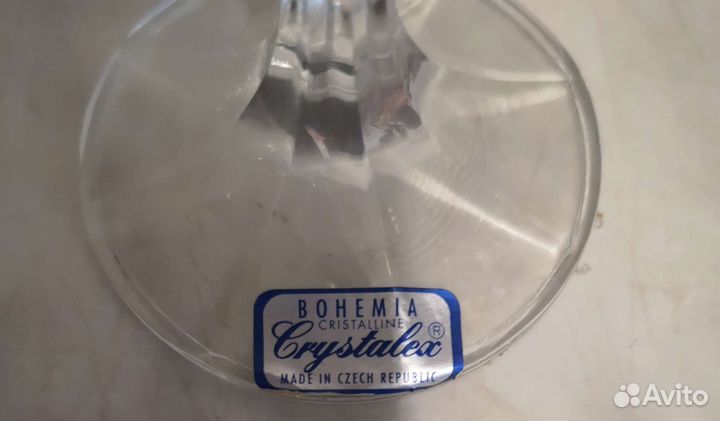 BOHEMIA
CRISTALLINE
Crystalex®
MADE IN CZECH REPUBLIC
Avito